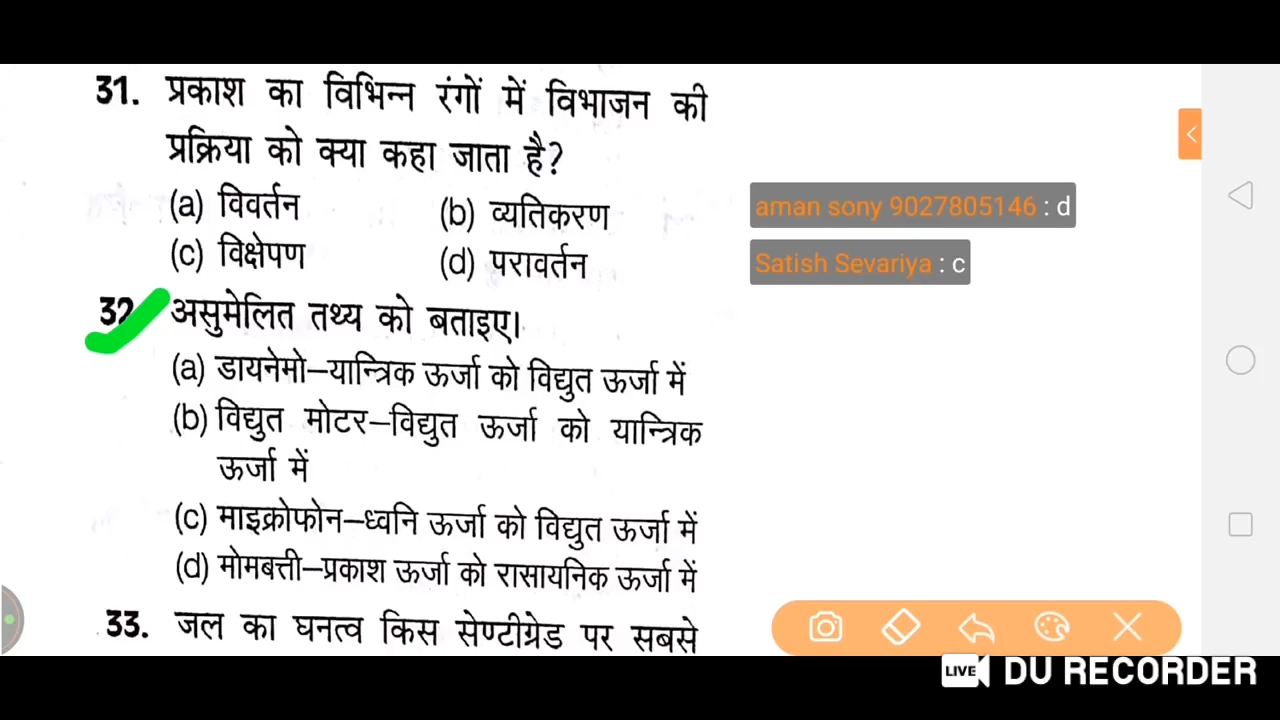 31. प्रकाश का विभिन्न रंगों में विभाजन की
प्रक्रिया को क्या कहा जाता है?
(a) विवर्तन (b) व्यतिकरण
(c) विक्षेपण (d) परावर्तन
32 असुमेलित तथ्य को बताइए।
(a) डायनेमो–यान्त्रिक ऊर्जा को विद्युत ऊर्जा में
(b) विद्युत मोटर–विद्युत ऊर्जा को यान्त्रिक
ऊर्जा में
(c) माइक्रोफोन–ध्वनि ऊर्जा को विद्युत ऊर्जा में
(d) मोमबत्ती–प्रकाश ऊर्जा को रासायनिक ऊर्जा में
33. जल का घनत्व किस सेण्टीग्रेड पर सबसे
aman sony 9027805146 : d
Satish Sevariya : c
LIVE DU RECORDER